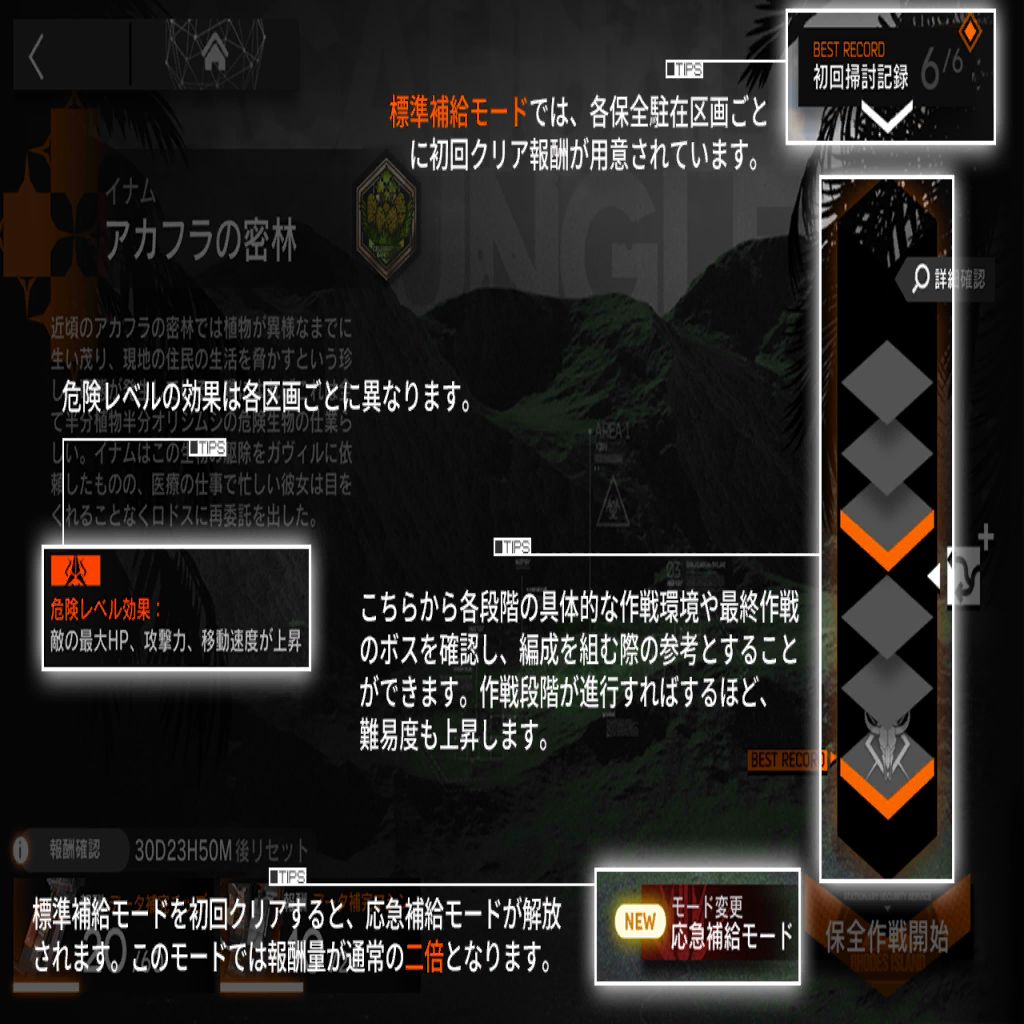 BEST RECORD
初回掃討記録
6/6
TIPS
標準補給モードでは、各保全駐在区画ごと
に初回クリア報酬が用意されています。
イナム
アカフラの密林
詳細確認
近頃のアカフラの密林では植物が異様なまでに
生い茂り、現地の住民の生活を脅かすという珍
危険レベルの効果は各区画ごとに異なります。
て半分植物半分オリジムシの危険生物の仕業ら
しい。イナムはこの生物の駆除をガヴィルに依
頼したものの、医療の仕事で忙しい彼女は目を
くれることなくロドスに再委託を出した。
TIPS
AREA-1
危険レベル効果：
敵の最大HP、攻撃力、移動速度が上昇
TIPS
こちらから各段階の具体的な作戦環境や最終作戦
のボスを確認し、編成を組む際の参考とすること
ができます。作戦段階が進行すればするほど、
難易度も上昇します。
BEST RECORD
報酬確認
30D23H50M後リセット
TIPS
標準補給モードを初回クリアすると、応急補給モードが解放
されます。このモードでは報酬量が通常の二倍となります。
NEW
モード変更
応急補給モード
保全作戦開始